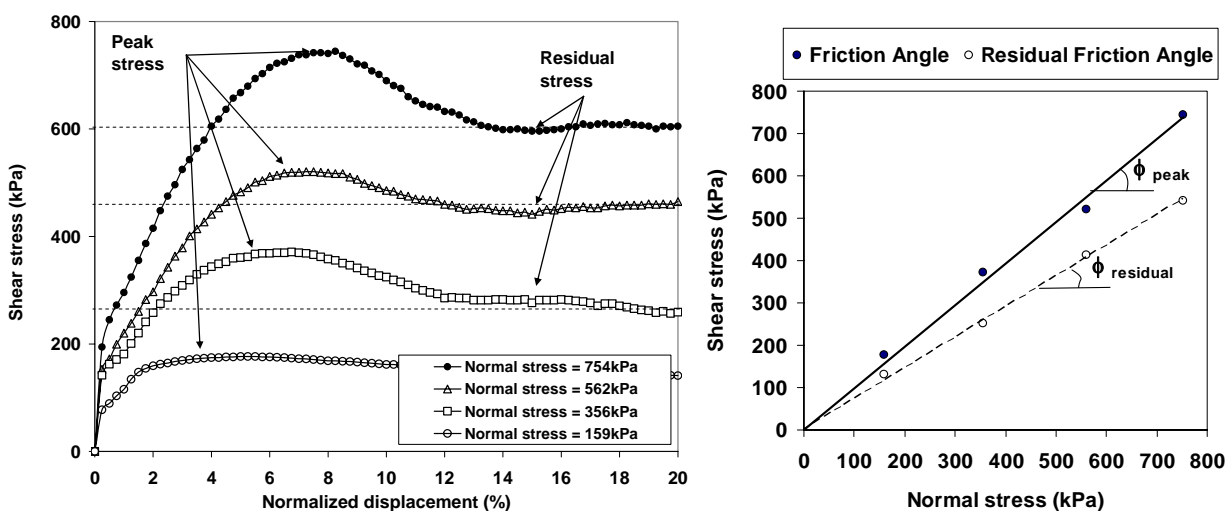 800
600
400
200
0
Shear stress (kPa)
Peak
stress
Residual
stress
Normal stress = 754kPa
Normal stress = 562kPa
Normal stress = 356kPa
Normal stress = 159kPa
0 2 4 6 8 10 12 14 16 18 20
Normalized displacement (%)
Friction Angle
Residual Friction Angle
800
700
600
500
400
300
200
100
0
Shear stress (kPa)
ϕ peak
ϕ residual
0 100 200 300 400 500 600 700 800
Normal stress (kPa)